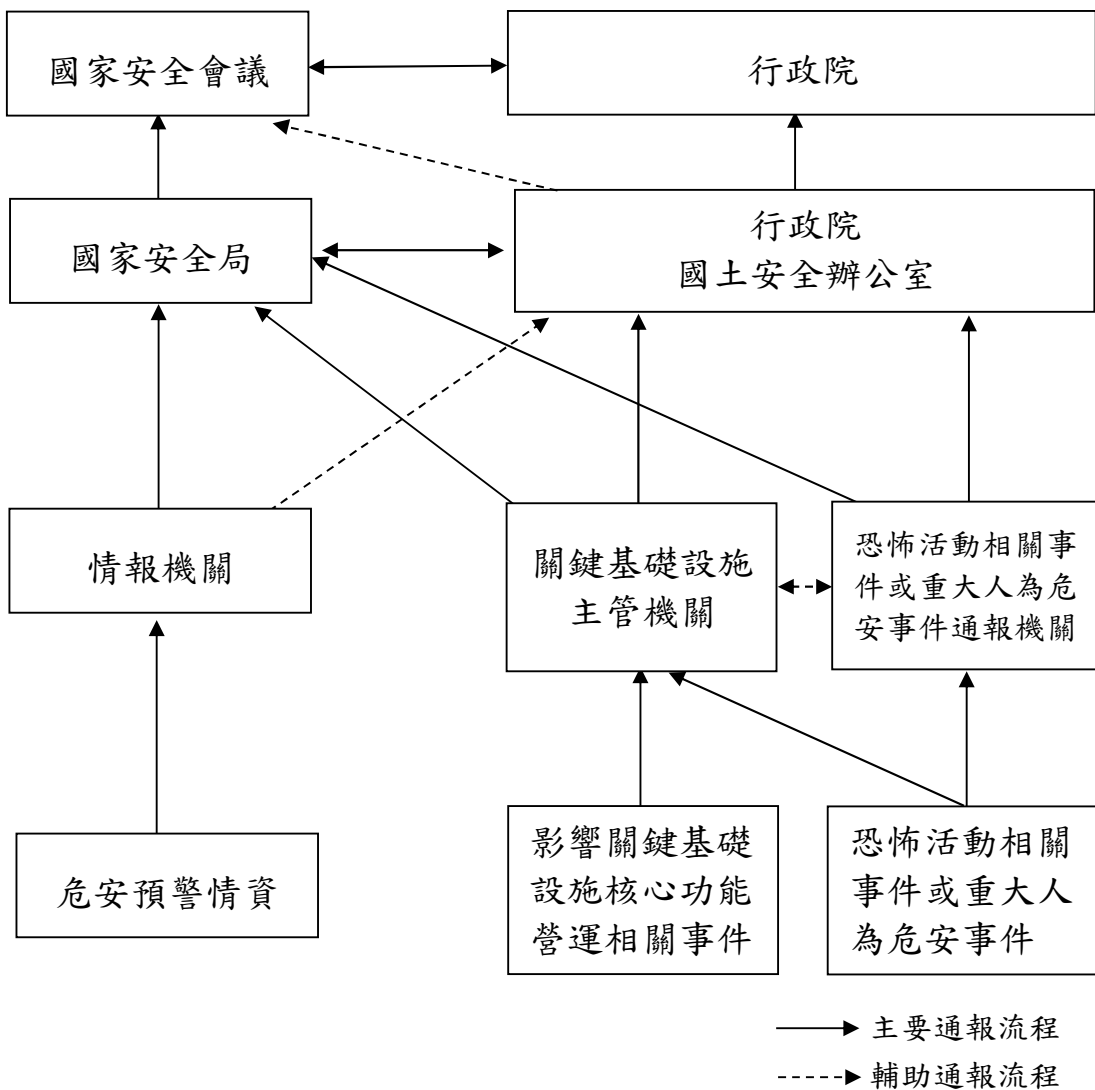 國家安全會議
行政院
國家安全局
行政院
國土安全辦公室
情報機關
關鍵基礎設施
主管機關
恐怖活動相關事
件或重大人為危
安事件通報機關
危安預警情資
影響關鍵基礎
設施核心功能
營運相關事件
恐怖活動相關
事件或重大人
為危安事件
主要通報流程
輔助通報流程